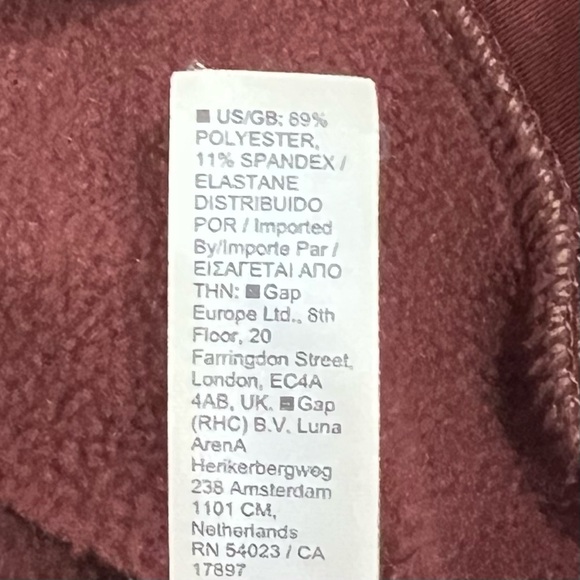 ■ US/GB: 89%
POLYESTER,
11% SPANDEX /
ELASTANE
DISTRIBUIDO
POR / Imported
By/Importe Par /
ΕΙΣΑΓΕΤΑΙ ΑΠΟ
ΤΗΝ: ■ Gap
Europe Ltd., 8th
Floor, 20
Farringdon Street,
London, EC4A
4AB, UK. ■ Gap
(RHC) B.V. Luna
ArenA
Herikerbergweg
238 Amsterdam
1101 CM,
Netherlands
RN 54023 / CA
17897